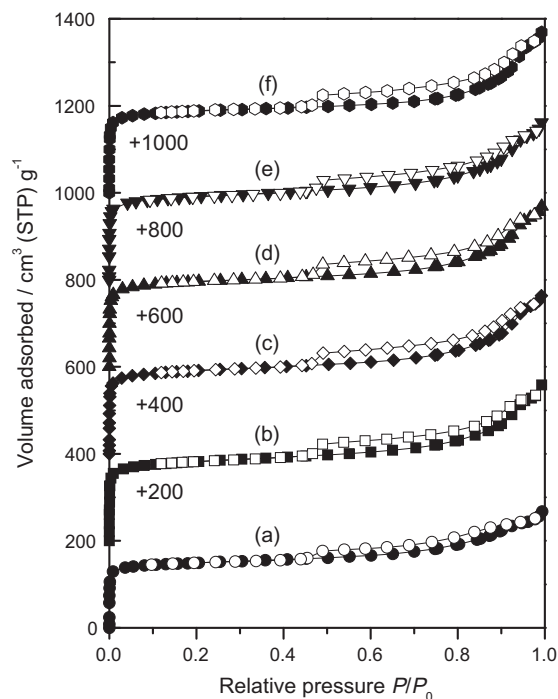 1400
1200
1000
800
600
400
200
0
Volume adsorbed / cm³ (STP) g⁻¹
(f)
+1000
(e)
+800
(d)
+600
(c)
+400
(b)
+200
(a)
0.0 0.2 0.4 0.6 0.8 1.0
Relative pressure P/P₀